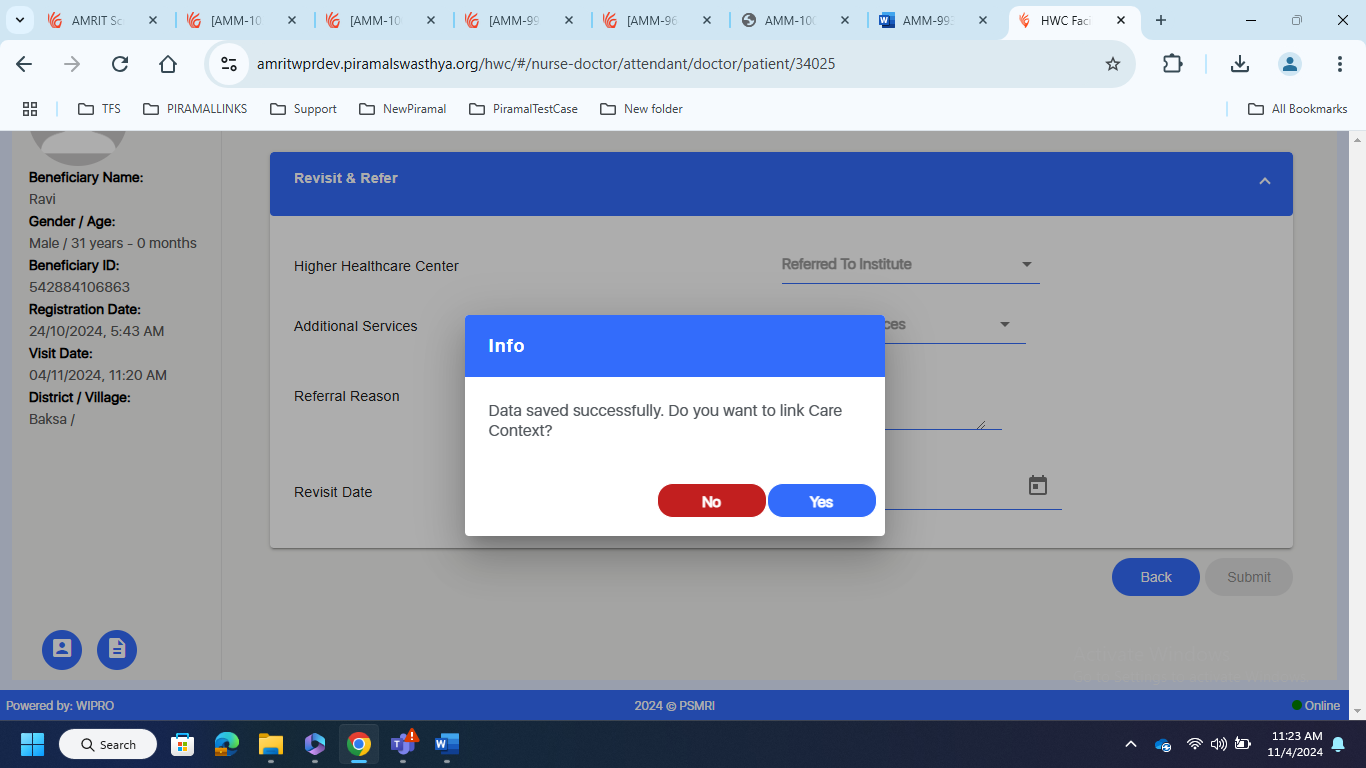 AMRIT Sc
[AMM-10
[AMM-10
[AMM-99
[AMM-96
AMM-100
AMM-993
HWC Faci
amritwprdev.piramalswasthya.org/hwc/#/nurse-doctor/attendant/doctor/patient/34025
TFS
PIRAMALLINKS
Support
NewPiramal
PiramalTestCase
New folder
All Bookmarks
Beneficiary Name:
Ravi
Gender / Age:
Male / 31 years - 0 months
Beneficiary ID:
542884106863
Registration Date:
24/10/2024, 5:43 AM
Visit Date:
04/11/2024, 11:20 AM
District / Village:
Baksa /
Revisit & Refer
Higher Healthcare Center
Referred To Institute
Additional Services
ces
Referral Reason
Revisit Date
Info
Data saved successfully. Do you want to link Care
Context?
No
Yes
Back
Submit
Powered by: WIPRO
2024 © PSMRI
Online
Search
11:23 AM
11/4/2024